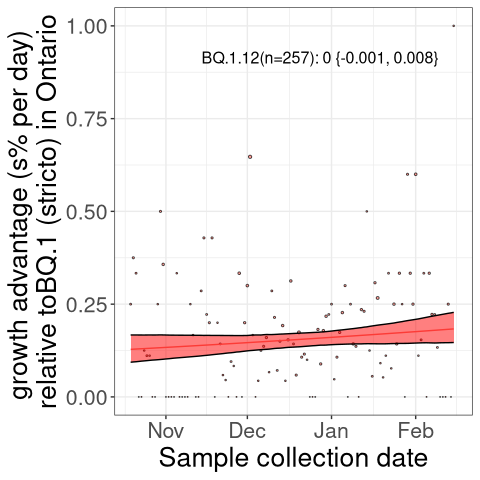 growth advantage (s% per day)
relative toBQ.1 (stricto) in Ontario
1.00
0.75
0.50
0.25
0.00
BQ.1.12(n=257): 0 {-0.001, 0.008}
Nov Dec Jan Feb
Sample collection date